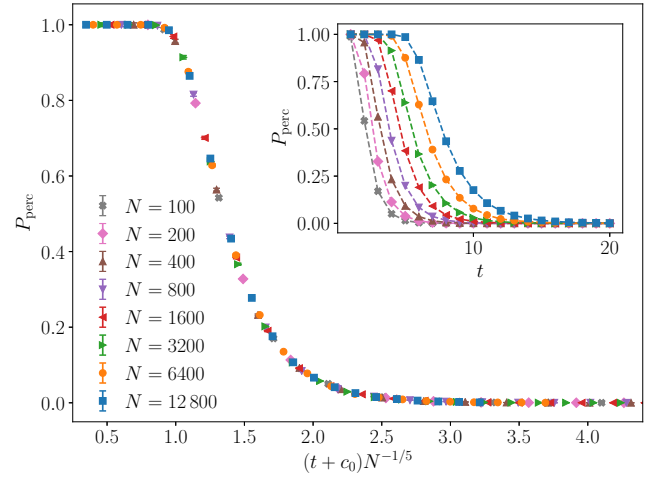 1.0
0.8
0.6
0.4
0.2
0.0
P_perc
0.5 1.0 1.5 2.0 2.5 3.0 3.5 4.0
(t + c_0)N^{-1/5}
N = 100
N = 200
N = 400
N = 800
N = 1600
N = 3200
N = 6400
N = 12 800
1.00
0.75
0.50
0.25
0.00
P_perc
10 20
t